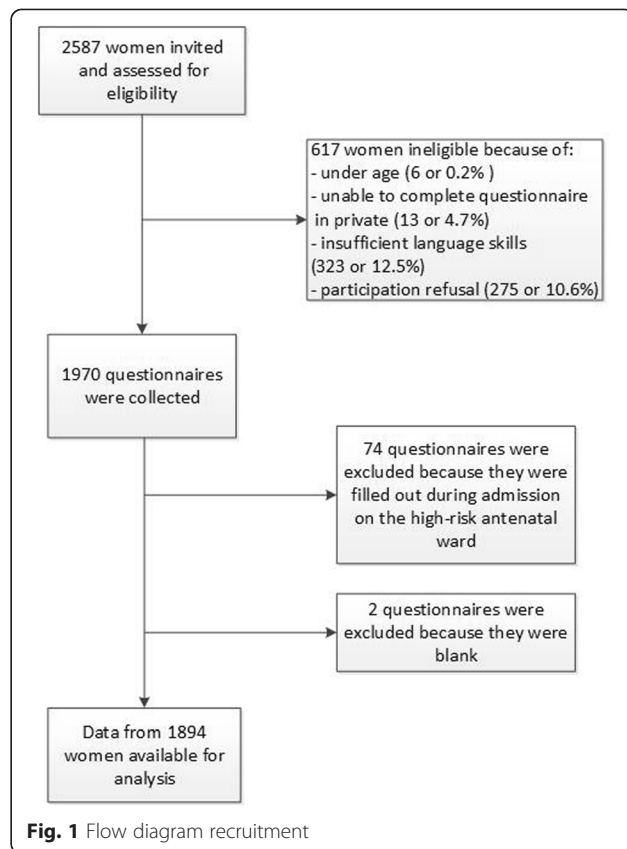 2587 women invited
and assessed for
eligibility
617 women ineligible because of:
- under age (6 or 0.2% )
- unable to complete questionnaire
in private (13 or 4.7%)
- insufficient language skills
(323 or 12.5%)
- participation refusal (275 or 10.6%)
1970 questionnaires
were collected
74 questionnaires were
excluded because they were
filled out during admission
on the high-risk antenatal
ward
2 questionnaires were
excluded because they were
blank
Data from 1894
women available for
analysis
Fig. 1 Flow diagram recruitment